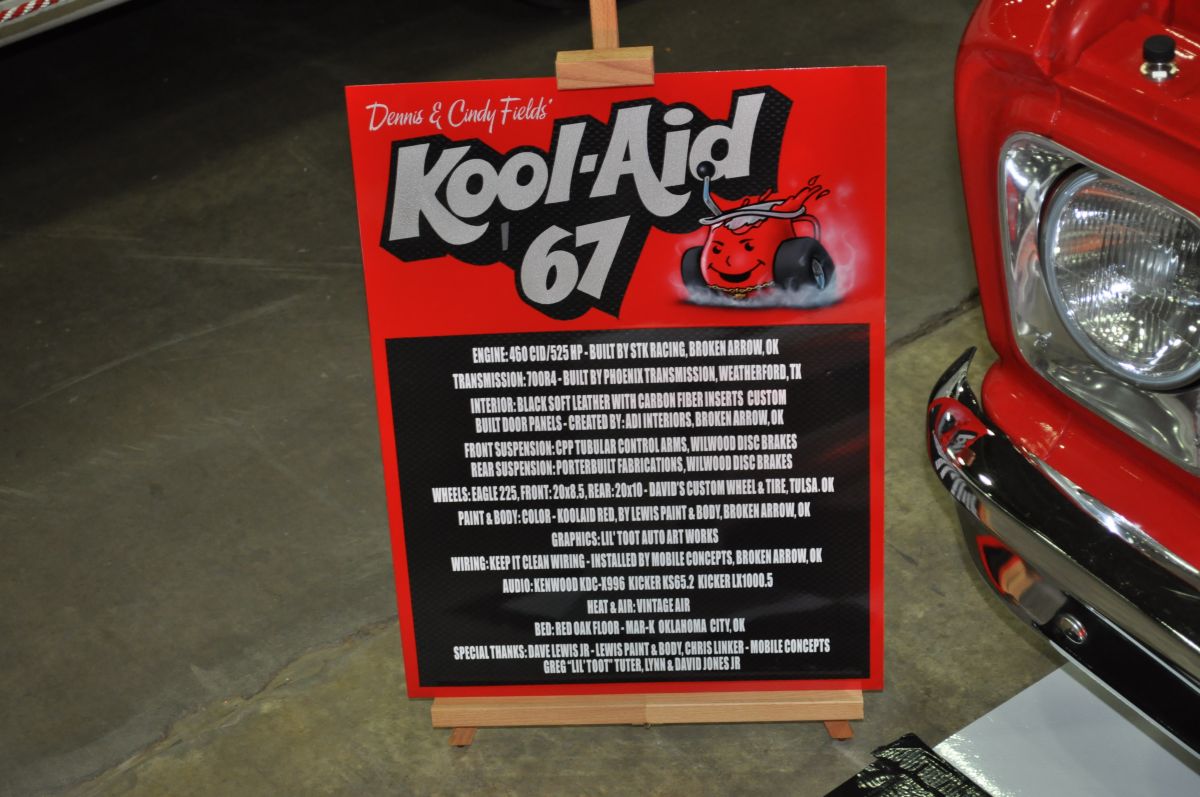 Dennis & Cindy Fields'
Kool-Aid
'67
ENGINE: 460 CID/525 HP - BUILT BY STK RACING, BROKEN ARROW, OK
TRANSMISSION: 700R4 - BUILT BY PHOENIX TRANSMISSION, WEATHERFORD, TX
INTERIOR: BLACK SOFT LEATHER WITH CARBON FIBER INSERTS CUSTOM
BUILT DOOR PANELS - CREATED BY: ADI INTERIORS, BROKEN ARROW, OK
FRONT SUSPENSION: CPP TUBULAR CONTROL ARMS, WILWOOD DISC BRAKES
REAR SUSPENSION: PORTERBUILT FABRICATIONS, WILWOOD DISC BRAKES
WHEELS: EAGLE 225, FRONT: 20x8.5, REAR: 20x10 - DAVID'S CUSTOM WHEEL & TIRE, TULSA. OK
PAINT & BODY: COLOR - KOOLAID RED, BY LEWIS PAINT & BODY, BROKEN ARROW, OK
GRAPHICS: LIL' TOOT AUTO ART WORKS
WIRING: KEEP IT CLEAN WIRING - INSTALLED BY MOBILE CONCEPTS, BROKEN ARROW, OK
AUDIO: KENWOOD KDC-X996 KICKER KS65.2 KICKER LX1000.5
HEAT & AIR: VINTAGE AIR
BED: RED OAK FLOOR - MAR-K OKLAHOMA CITY, OK
SPECIAL THANKS: DAVE LEWIS JR - LEWIS PAINT & BODY, CHRIS LINKER - MOBILE CONCEPTS
GREG "LIL' TOOT" TUTER, LYNN & DAVID JONES JR